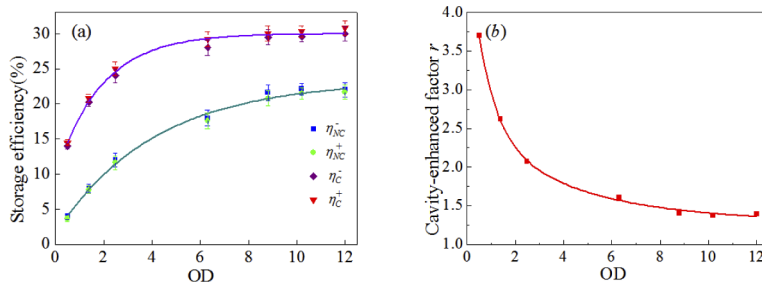 (a)
Storage efficiency(%)
35
30
25
20
15
10
5
0
η⁻NC
η⁺NC
η⁻C
η⁺C
0 2 4 6 8 10 12
OD
(b)
Cavity-enhanced factor r
4.0
3.5
3.0
2.5
2.0
1.5
1.0
0 2 4 6 8 10 12
OD